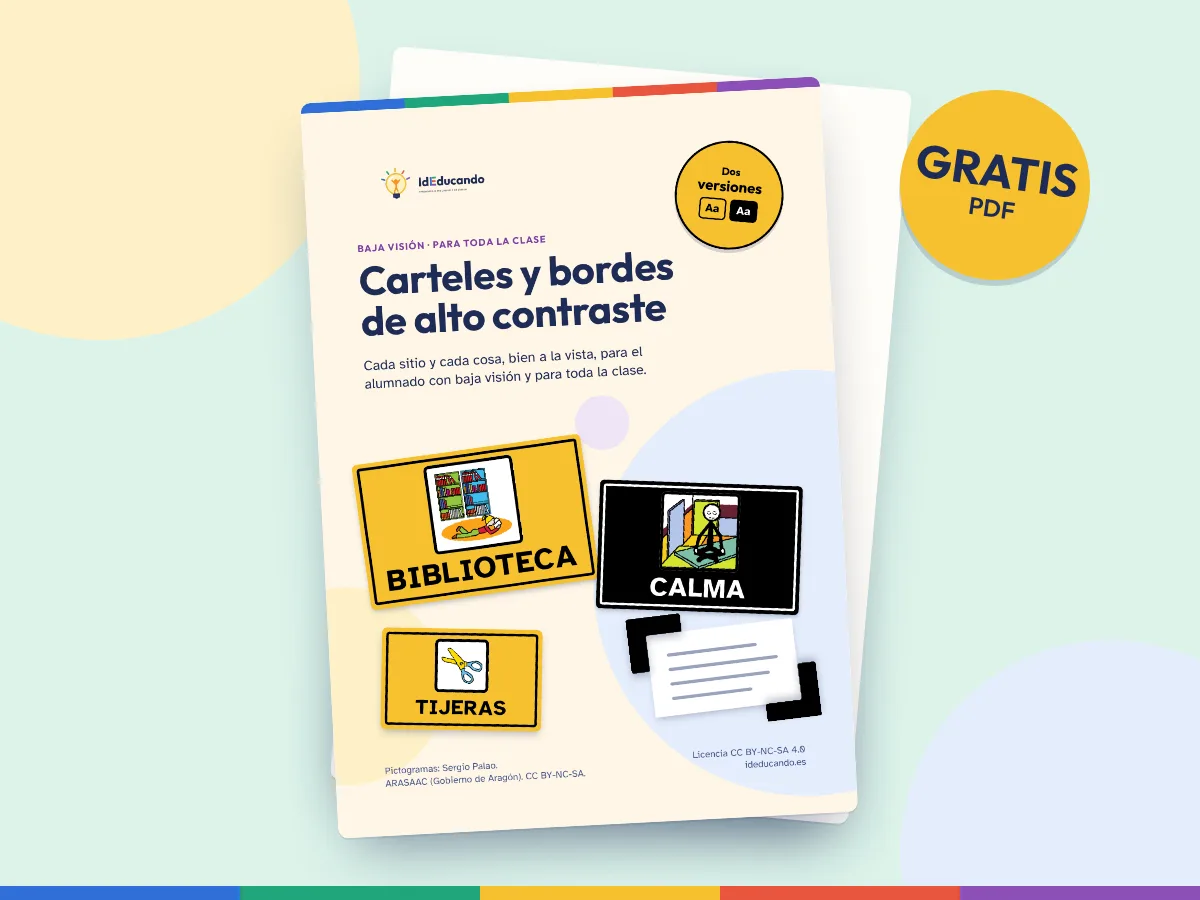 IdEducando
Dos
versiones
Aa Aa
GRATIS
PDF
BAJA VISIÓN · PARA TODA LA CLASE
Carteles y bordes
de alto contraste
Cada sitio y cada cosa, bien a la vista, para el
alumnado con baja visión y para toda la clase.
BIBLIOTECA
CALMA
TIJERAS
Pictogramas: Sergio Palao.
ARASAAC (Gobierno de Aragón). CC BY-NC-SA.
Licencia CC BY-NC-SA 4.0
ideducando.es